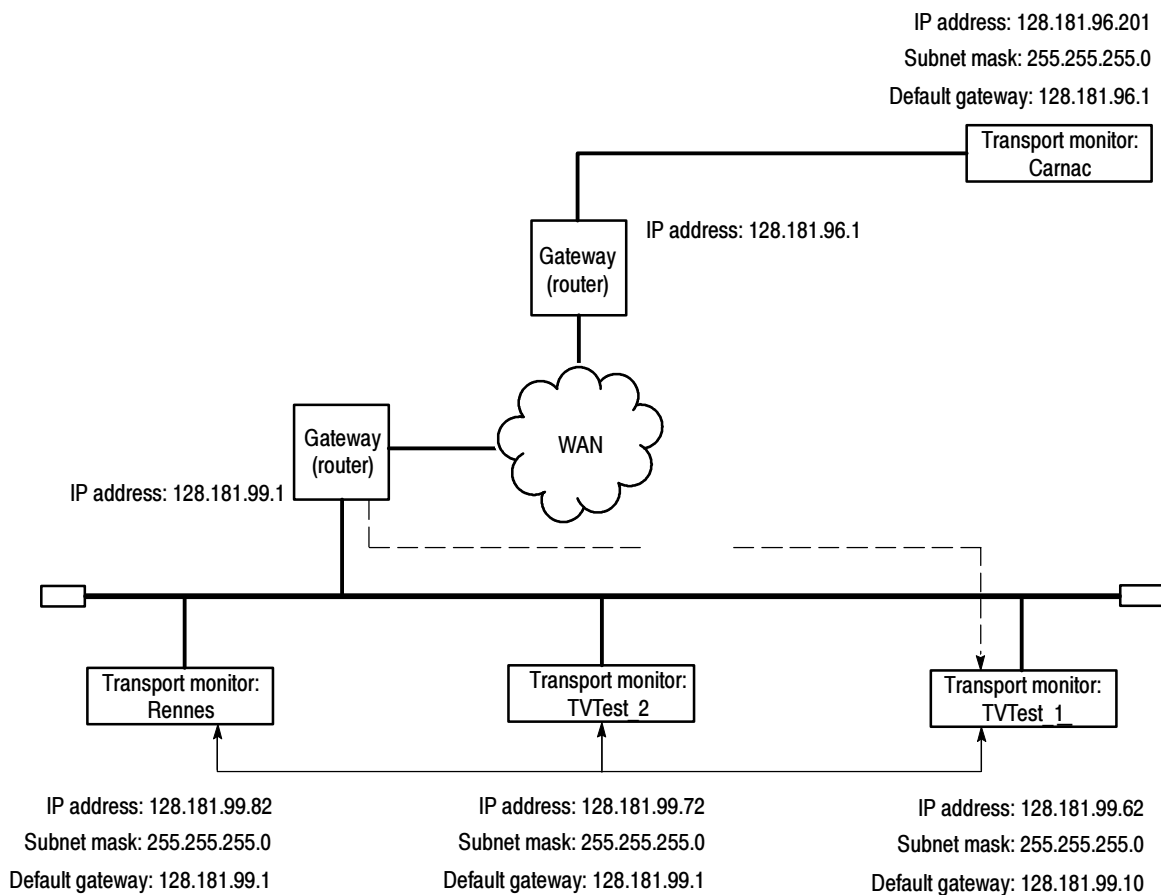 IP address: 128.181.96.201
Subnet mask: 255.255.255.0
Default gateway: 128.181.96.1
Transport monitor:
Carnac
IP address: 128.181.96.1
Gateway
(router)
WAN
Gateway
(router)
IP address: 128.181.99.1
Transport monitor:
Rennes
Transport monitor:
TVTest_2
Transport monitor:
TVTest_1
IP address: 128.181.99.82
Subnet mask: 255.255.255.0
Default gateway: 128.181.99.1
IP address: 128.181.99.72
Subnet mask: 255.255.255.0
Default gateway: 128.181.99.1
IP address: 128.181.99.62
Subnet mask: 255.255.255.0
Default gateway: 128.181.99.10